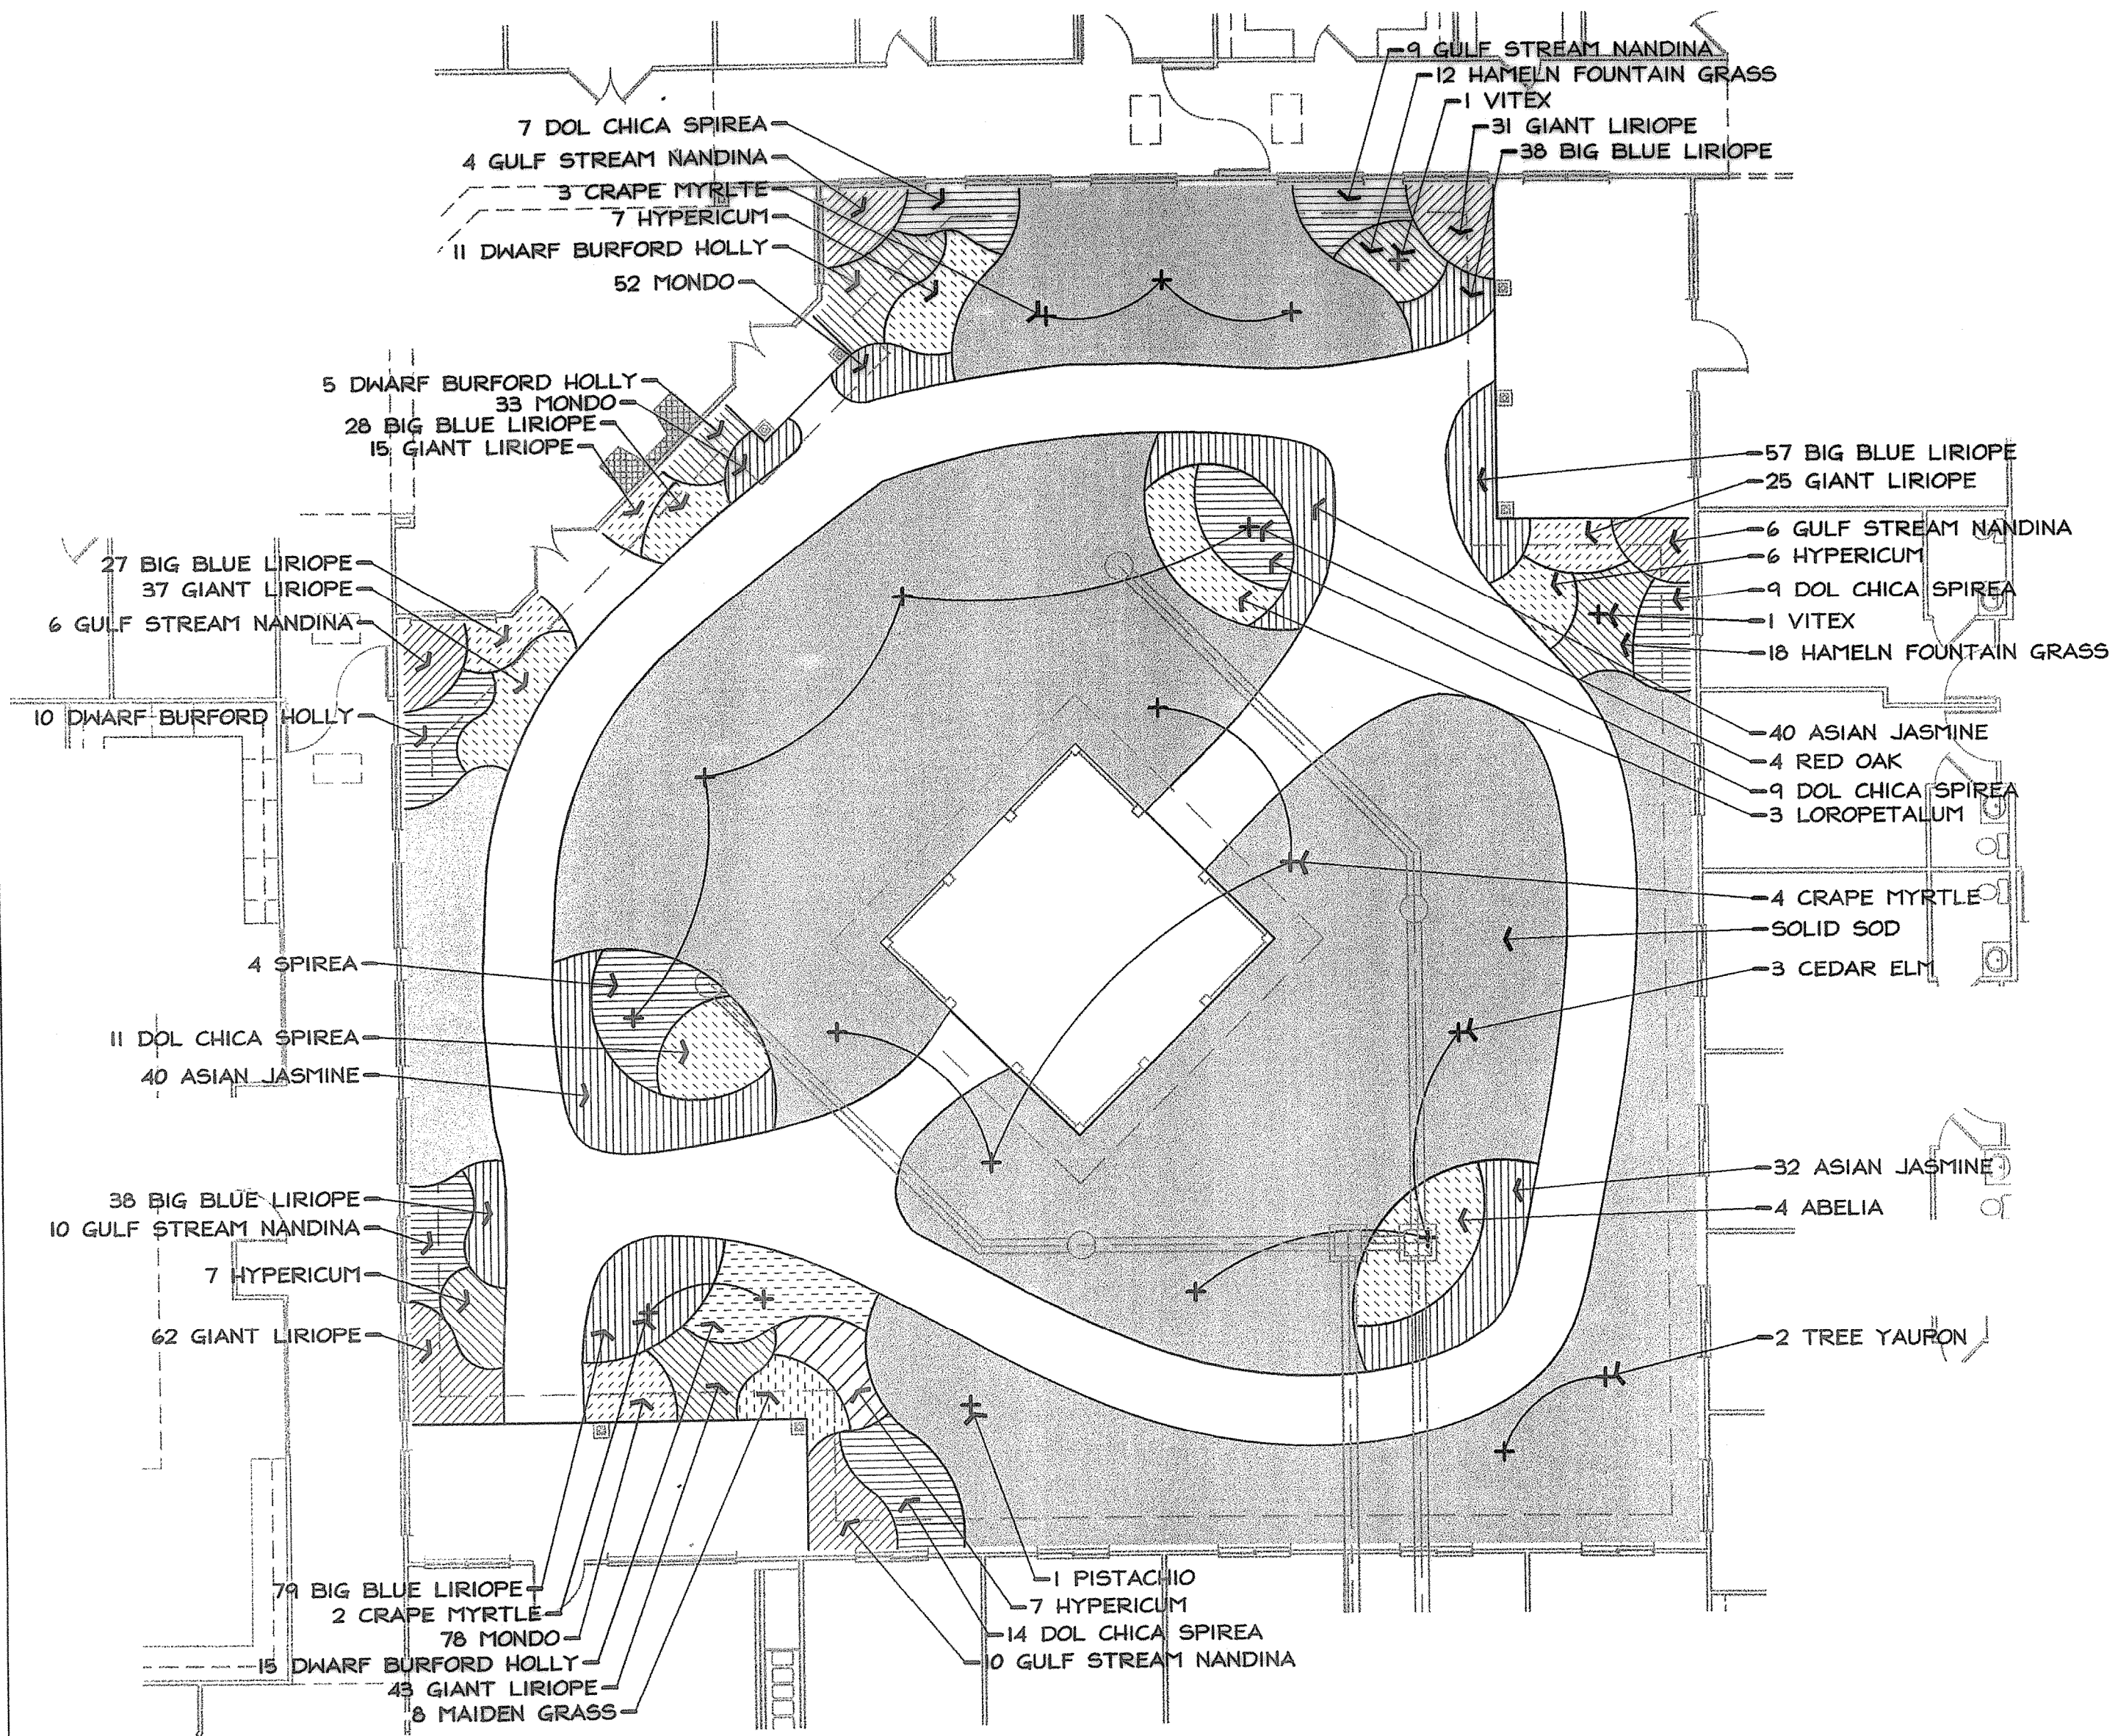 9 GULF STREAM NANDINA
12 HAMELN FOUNTAIN GRASS
1 VITEX
31 GIANT LIRIOPE
38 BIG BLUE LIRIOPE
7 DOL CHICA SPIREA
4 GULF STREAM NANDINA
3 CRAPE MYRLTE
7 HYPERICUM
11 DWARF BURFORD HOLLY
52 MONDO
5 DWARF BURFORD HOLLY
33 MONDO
28 BIG BLUE LIRIOPE
15 GIANT LIRIOPE
27 BIG BLUE LIRIOPE
37 GIANT LIRIOPE
6 GULF STREAM NANDINA
10 DWARF BURFORD HOLLY
57 BIG BLUE LIRIOPE
25 GIANT LIRIOPE
6 GULF STREAM NANDINA
6 HYPERICUM
9 DOL CHICA SPIREA
1 VITEX
18 HAMELN FOUNTAIN GRASS
40 ASIAN JASMINE
4 RED OAK
9 DOL CHICA SPIREA
3 LOROPETALUM
4 CRAPE MYRTLE
SOLID SOD
3 CEDAR ELM
4 SPIREA
11 DOL CHICA SPIREA
40 ASIAN JASMINE
32 ASIAN JASMINE
4 ABELIA
2 TREE YAUPON
38 BIG BLUE LIRIOPE
10 GULF STREAM NANDINA
7 HYPERICUM
62 GIANT LIRIOPE
79 BIG BLUE LIRIOPE
2 CRAPE MYRTLE
78 MONDO
15 DWARF BURFORD HOLLY
43 GIANT LIRIOPE
8 MAIDEN GRASS
1 PISTACHIO
7 HYPERICUM
14 DOL CHICA SPIREA
10 GULF STREAM NANDINA